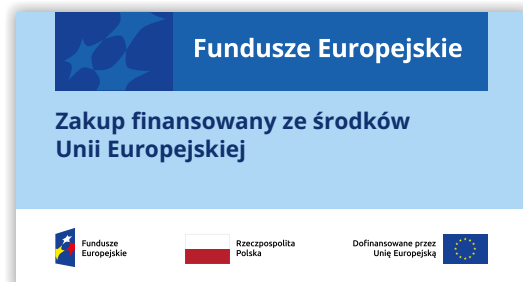 Fundusze Europejskie
Zakup finansowany ze środków
Unii Europejskiej
Fundusze
Europejskie
Rzeczpospolita
Polska
Dofinansowane przez
Unię Europejską